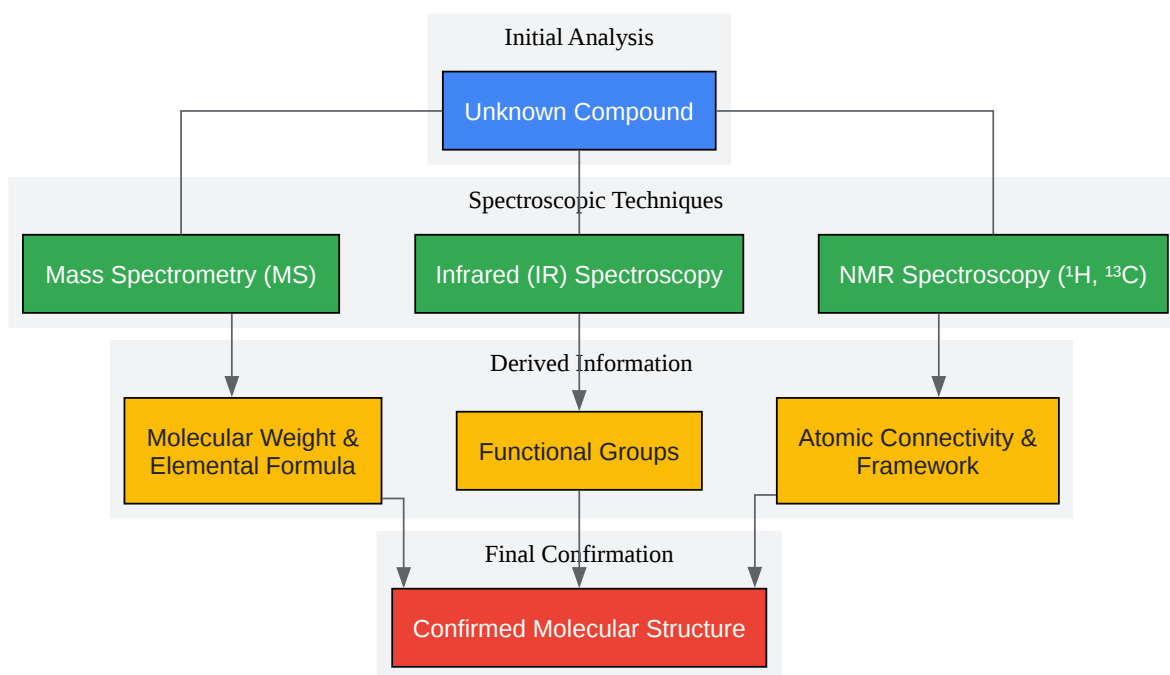 Initial Analysis
Unknown Compound
Spectroscopic Techniques
Mass Spectrometry (MS)
Infrared (IR) Spectroscopy
NMR Spectroscopy (¹H, ¹³C)
Derived Information
Molecular Weight &
Elemental Formula
Functional Groups
Atomic Connectivity &
Framework
Final Confirmation
Confirmed Molecular Structure